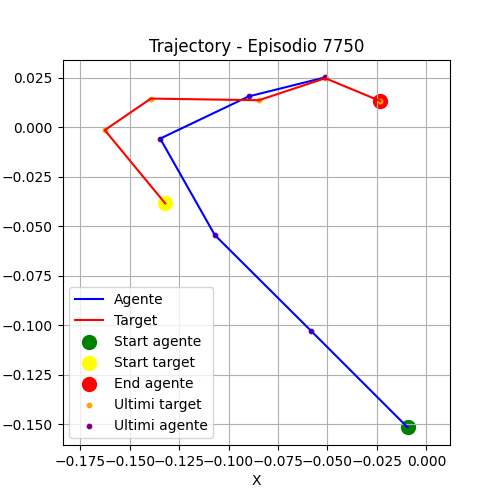 Trajectory - Episodio 7750
0.025
0.000
−0.025
−0.050
−0.075
−0.100
−0.125
−0.150
Agente
Target
Start agente
Start target
End agente
Ultimi target
Ultimi agente
−0.175 −0.150 −0.125 −0.100 −0.075 −0.050 −0.025 0.000
X